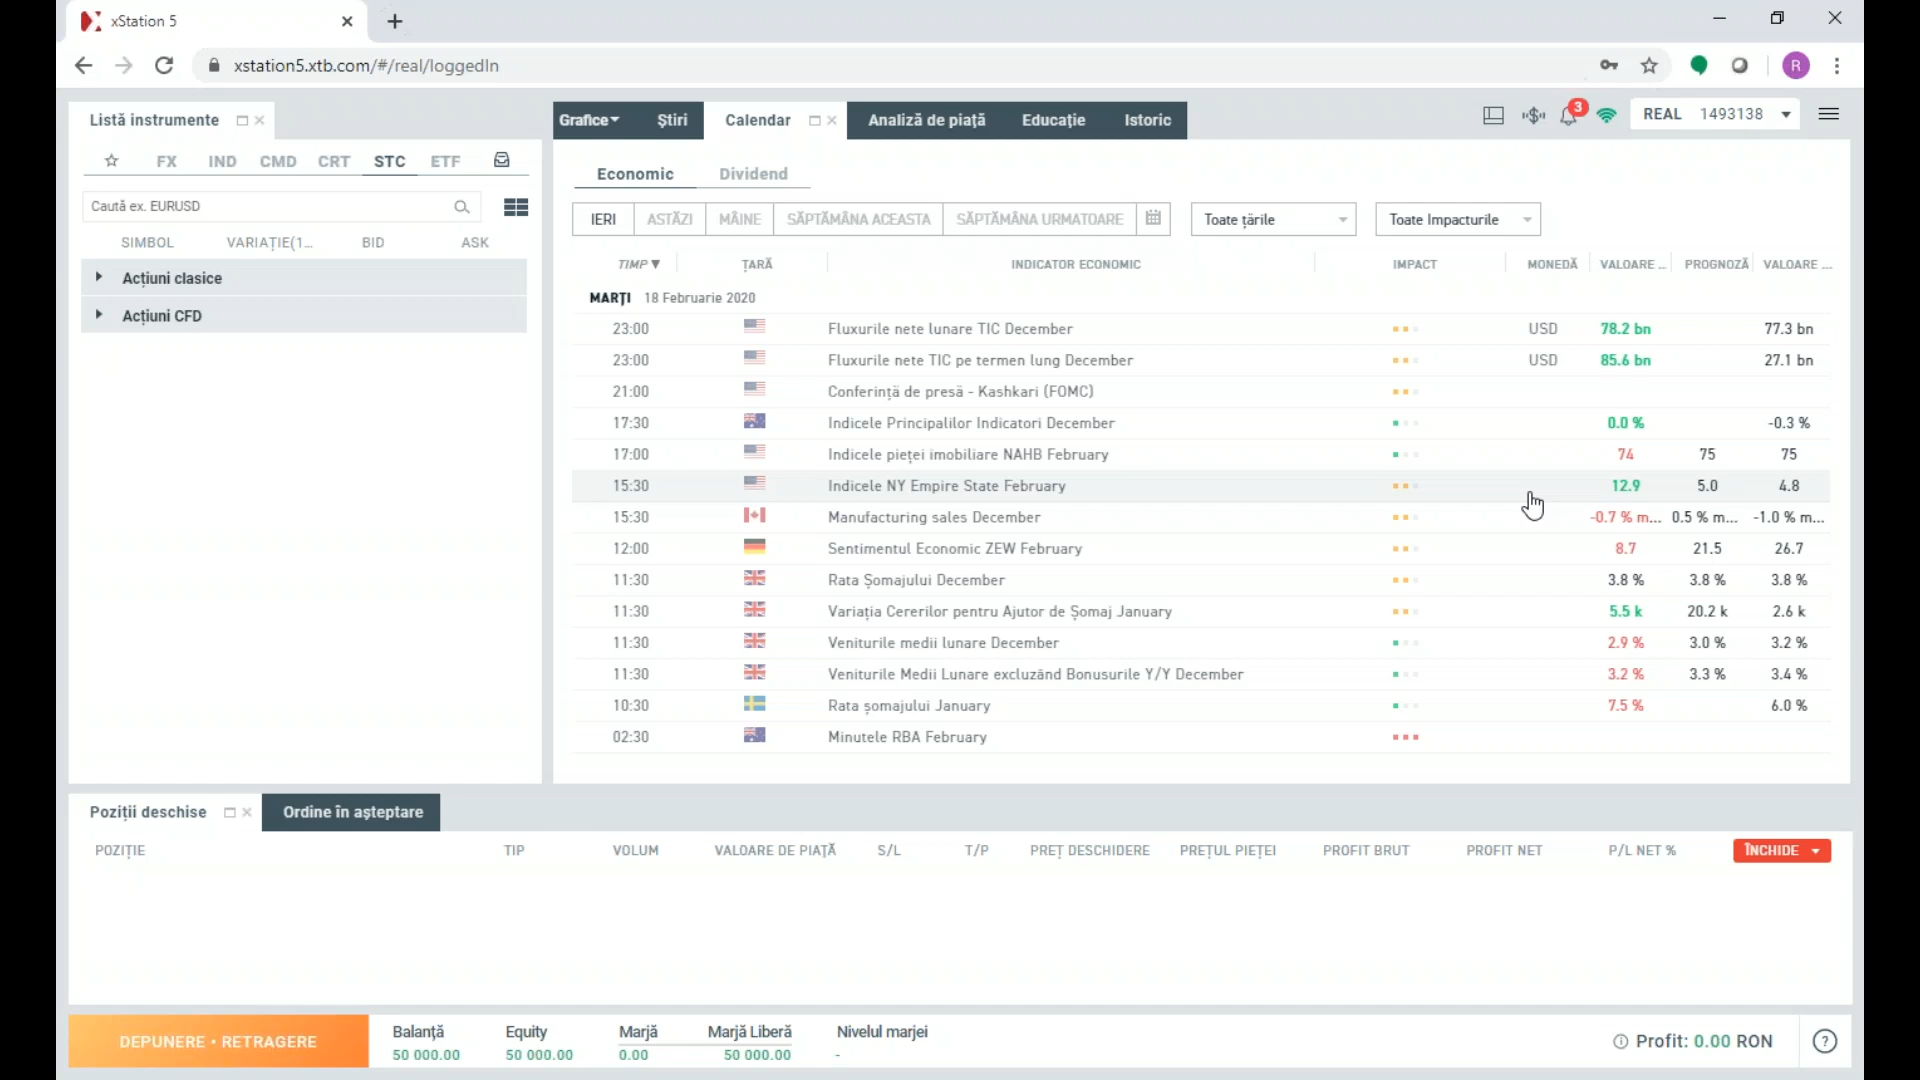 xStation 5
xstation5.xtb.com/#/real/loggedIn
R
Listă instrumente
Grafice
Știri
Calendar
Analiză de piață
Educație
Istoric
3
REAL 1493138
FX IND CMD CRT STC ETF
Economic
Dividend
Caută ex. EURUSD
IERI ASTĂZI MÂINE SĂPTĂMÂNA ACEASTA SĂPTĂMÂNA URMATOARE
Toate țările
Toate Impacturile
SIMBOL VARIAȚIE(1... BID ASK
TIMP ▼ ȚARĂ INDICATOR ECONOMIC IMPACT MONEDĂ VALOARE ... PROGNOZĂ VALOARE ...
Acțiuni clasice
Acțiuni CFD
MARȚI 18 Februarie 2020
23:00 Fluxurile nete lunare TIC December USD 78.2 bn 77.3 bn
23:00 Fluxurile nete TIC pe termen lung December USD 85.6 bn 27.1 bn
21:00 Conferință de presă - Kashkari (FOMC)
17:30 Indicele Principalilor Indicatori December 0.0 % -0.3 %
17:00 Indicele pieței imobiliare NAHB February 74 75 75
15:30 Indicele NY Empire State February 12.9 5.0 4.8
15:30 Manufacturing sales December -0.7 % m... 0.5 % m... -1.0 % m...
12:00 Sentimentul Economic ZEW February 8.7 21.5 26.7
11:30 Rata Șomajului December 3.8 % 3.8 % 3.8 %
11:30 Variația Cererilor pentru Ajutor de Șomaj January 5.5 k 20.2 k 2.6 k
11:30 Veniturile medii lunare December 2.9 % 3.0 % 3.2 %
11:30 Veniturile Medii Lunare excluzând Bonusurile Y/Y December 3.2 % 3.3 % 3.4 %
10:30 Rata șomajului January 7.5 % 6.0 %
02:30 Minutele RBA February
Poziții deschise
Ordine în așteptare
POZIȚIE TIP VOLUM VALOARE DE PIAȚĂ S/L T/P PREȚ DESCHIDERE PREȚUL PIEȚEI PROFIT BRUT PROFIT NET P/L NET % ÎNCHIDE
DEPUNERE • RETRAGERE
Balanță Equity Marjă Marjă Liberă Nivelul marjei
50 000.00 50 000.00 0.00 50 000.00 -
Profit: 0.00 RON
?